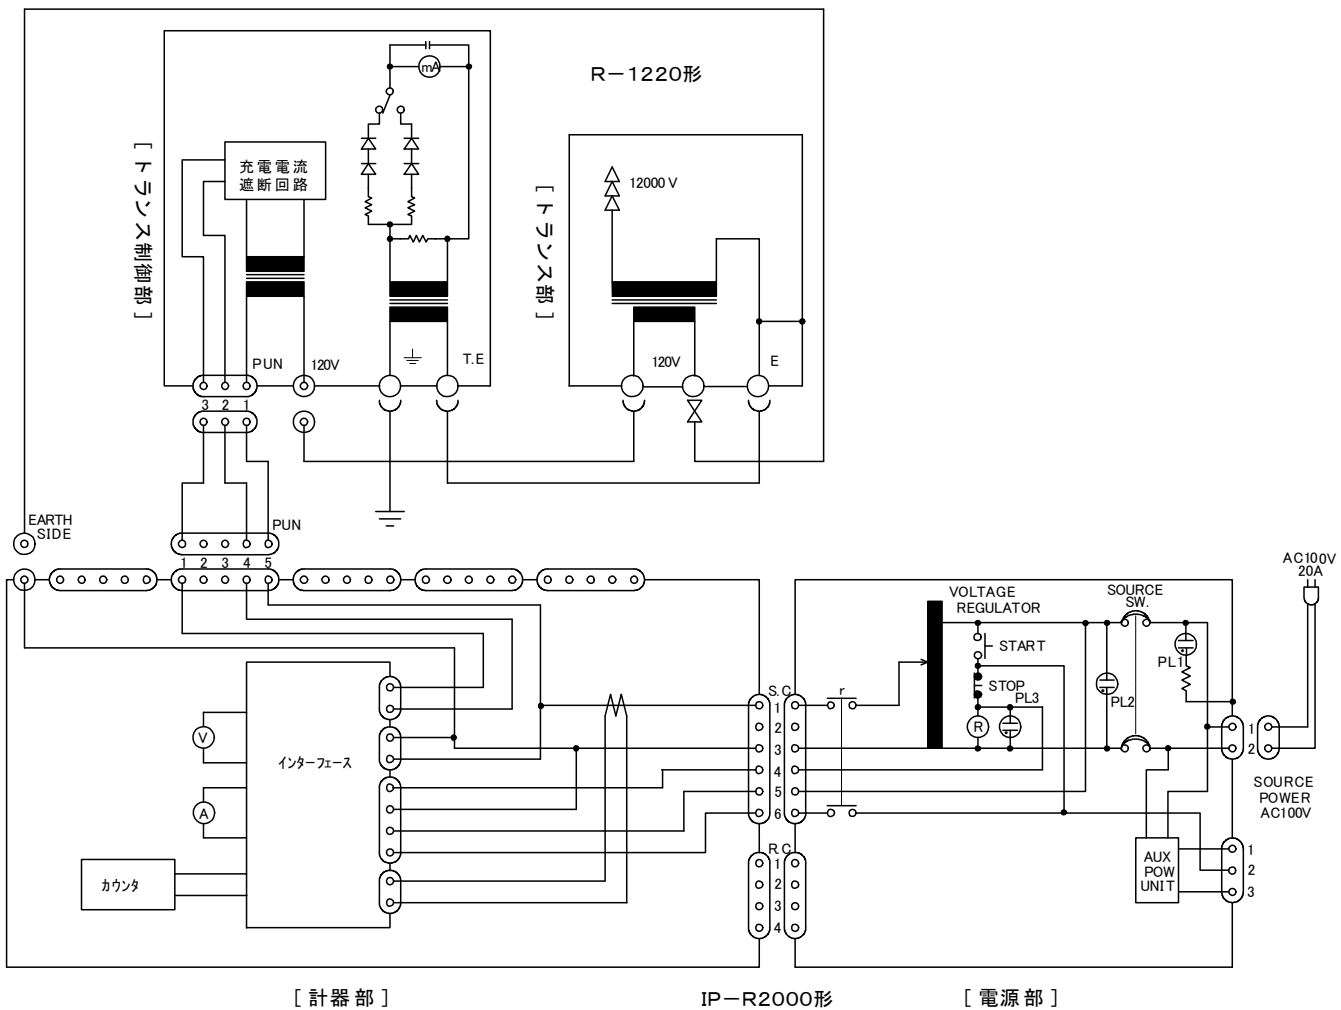 R－1220形
mA
[ トランス制御部 ]
充電電流
遮断回路
[ トランス部 ]
12000V
PUN
120V
T.E
120V
E
3 2 1
EARTH
SIDE
PUN
1 2 3 4 5
AC100V
20A
VOLTAGE
REGULATOR
SOURCE
SW.
START
STOP
PL3
PL2
PL1
R
r
S.C
1
2
3
4
5
6
R.C
1
2
3
4
V
A
インターフェース
カウンタ
1
2
SOURCE
POWER
AC100V
AUX
POW
UNIT
1
2
3
[ 計器部 ]
IP－R2000形
[ 電源部 ]